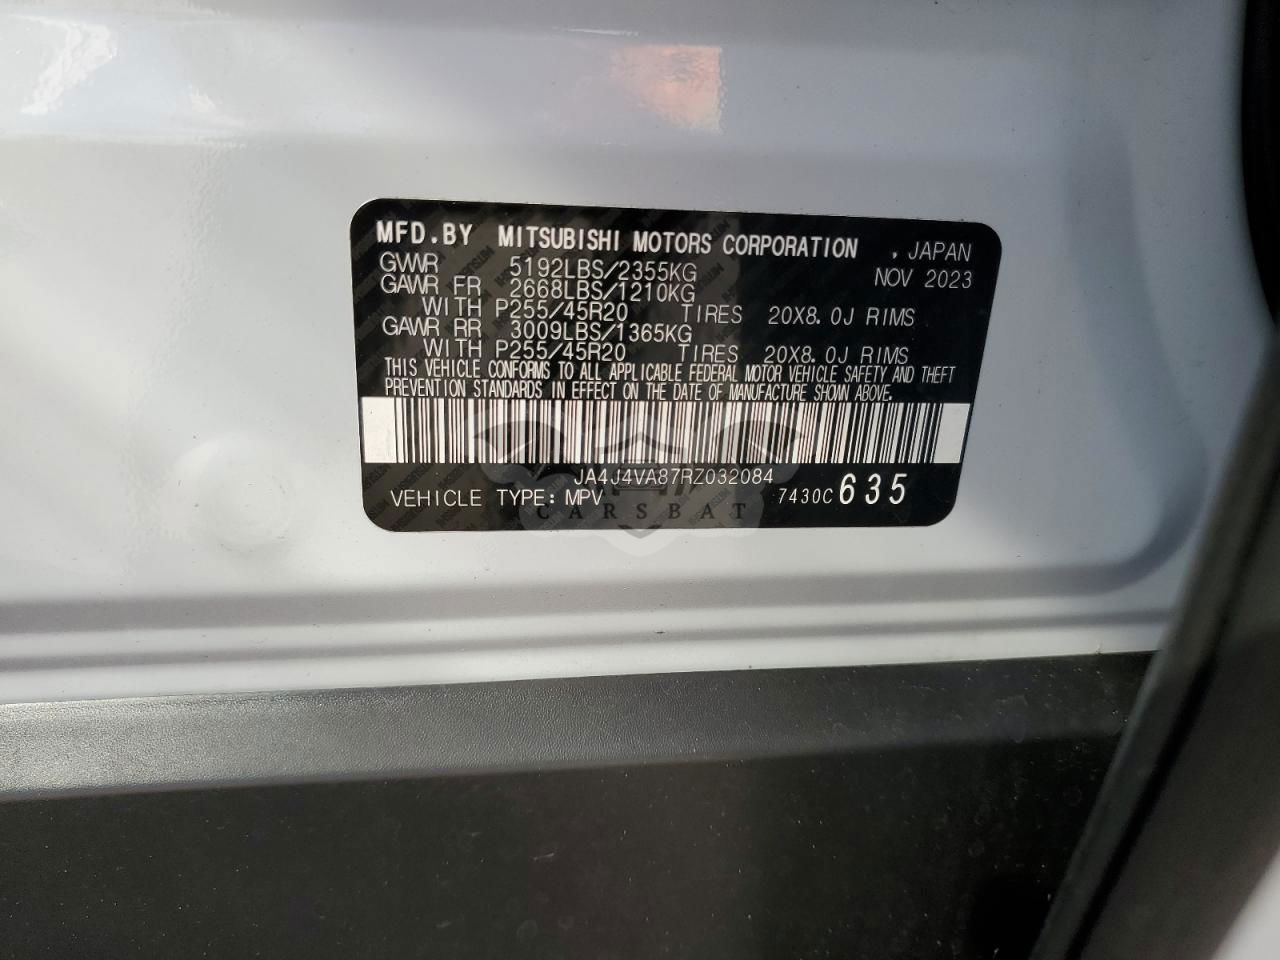 MFD.BY MITSUBISHI MOTORS CORPORATION , JAPAN
GVWR 5192LBS/2355KG NOV 2023
GAWR FR 2668LBS/1210KG
WITH P255/45R20 TIRES 20X8.0J RIMS
GAWR RR 3009LBS/1365KG
WITH P255/45R20 TIRES 20X8.0J RIMS
THIS VEHICLE CONFORMS TO ALL APPLICABLE FEDERAL MOTOR VEHICLE SAFETY AND THEFT
PREVENTION STANDARDS IN EFFECT ON THE DATE OF MANUFACTURE SHOWN ABOVE.
JA4J4VA87RZ032084
VEHICLE TYPE: MPV 7430C 635
CARSBAT